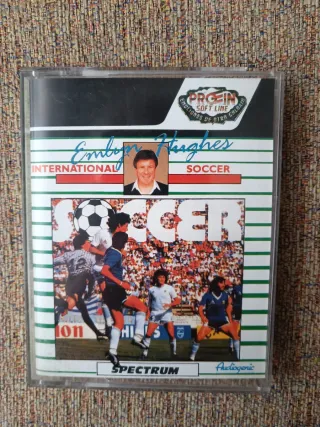 PROEIN
SOFT LINE
Emlyn Hughes
INTERNATIONAL SOCCER
SOCCER
SPECTRUM
Audiogenic